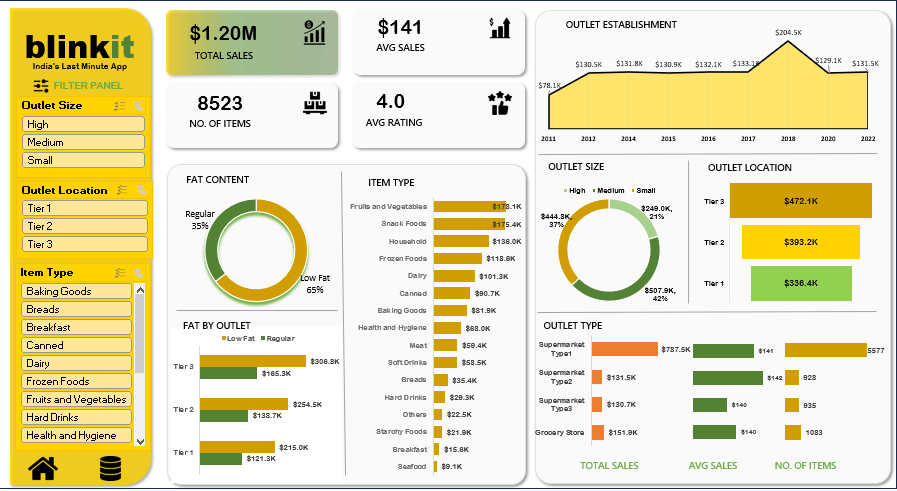 blinkit
India's Last Minute App
FILTER PANEL
Outlet Size
High
Medium
Small
Outlet Location
Tier 1
Tier 2
Tier 3
Item Type
Baking Goods
Breads
Breakfast
Canned
Dairy
Frozen Foods
Fruits and Vegetables
Hard Drinks
Health and Hygiene
$1.20M
TOTAL SALES
$141
AVG SALES
8523
NO. OF ITEMS
4.0
AVG RATING
FAT CONTENT
Regular
35%
Low Fat
65%
FAT BY OUTLET
Low Fat Regular
Tier 3 $306.8K
$165.3K
Tier 2 $254.5K
$138.7K
Tier 1 $215.0K
$121.3K
ITEM TYPE
Fruits and Vegetables $178.1K
Snack Foods $175.4K
Household $136.0K
Frozen Foods $118.6K
Dairy $101.3K
Canned $90.7K
Baking Goods $81.9K
Health and Hygiene $68.0K
Meat $59.4K
Soft Drinks $58.5K
Breads $35.4K
Hard Drinks $29.3K
Others $22.5K
Starchy Foods $21.9K
Breakfast $15.6K
Seafood $9.1K
OUTLET ESTABLISHMENT
$78.1K $130.5K $131.8K $130.9K $132.1K $133.1K $204.5K $129.1K $131.5K
2011 2012 2014 2015 2016 2017 2018 2020 2022
OUTLET SIZE
High Medium Small
$249.0K,
21%
$444.8K,
37%
$507.9K,
42%
OUTLET LOCATION
Tier 3 $472.1K
Tier 2 $393.2K
Tier 1 $336.4K
OUTLET TYPE
Supermarket
Type1 $787.5K $141 5577
Supermarket
Type2 $131.5K $142 928
Supermarket
Type3 $130.7K $140 935
Grocery Store $151.9K $140 1083
TOTAL SALES AVG SALES NO. OF ITEMS